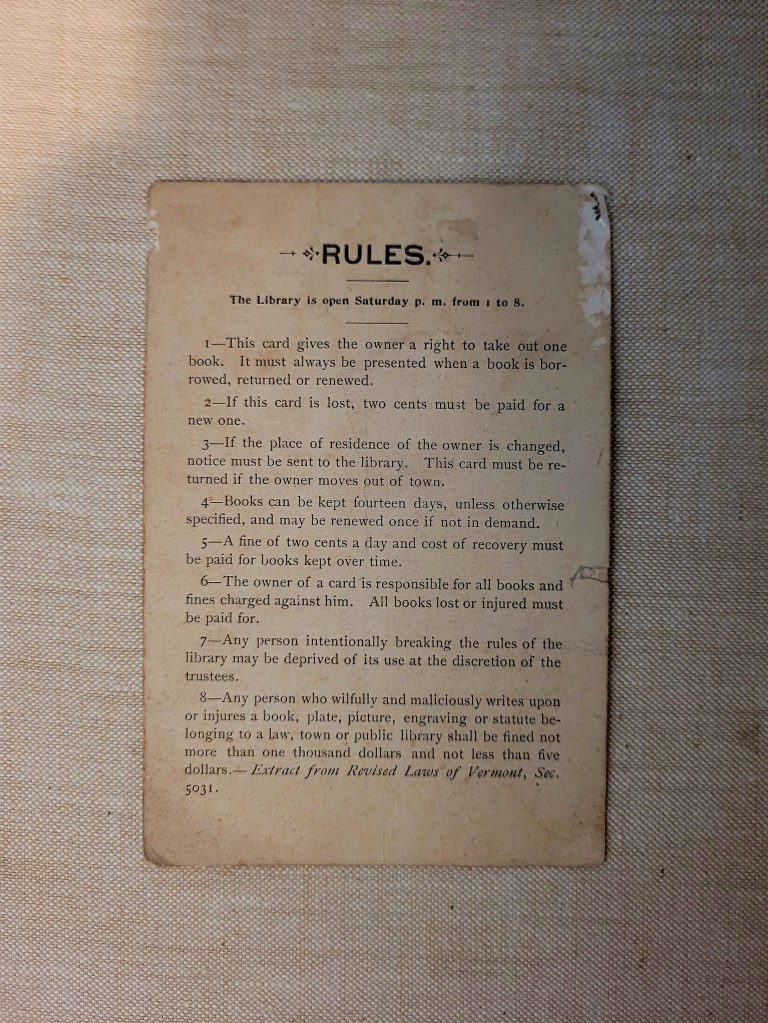 RULES.
The Library is open Saturday p. m. from 1 to 8.
1—This card gives the owner a right to take out one
book. It must always be presented when a book is bor-
rowed, returned or renewed.
2—If this card is lost, two cents must be paid for a
new one.
3—If the place of residence of the owner is changed,
notice must be sent to the library. This card must be re-
turned if the owner moves out of town.
4—Books can be kept fourteen days, unless otherwise
specified, and may be renewed once if not in demand.
5—A fine of two cents a day and cost of recovery must
be paid for books kept over time.
6—The owner of a card is responsible for all books and
fines charged against him. All books lost or injured must
be paid for.
7—Any person intentionally breaking the rules of the
library may be deprived of its use at the discretion of the
trustees.
8—Any person who wilfully and maliciously writes upon
or injures a book, plate, picture, engraving or statute be-
longing to a law, town or public library shall be fined not
more than one thousand dollars and not less than five
dollars.— Extract from Revised Laws of Vermont, Sec.
5031.